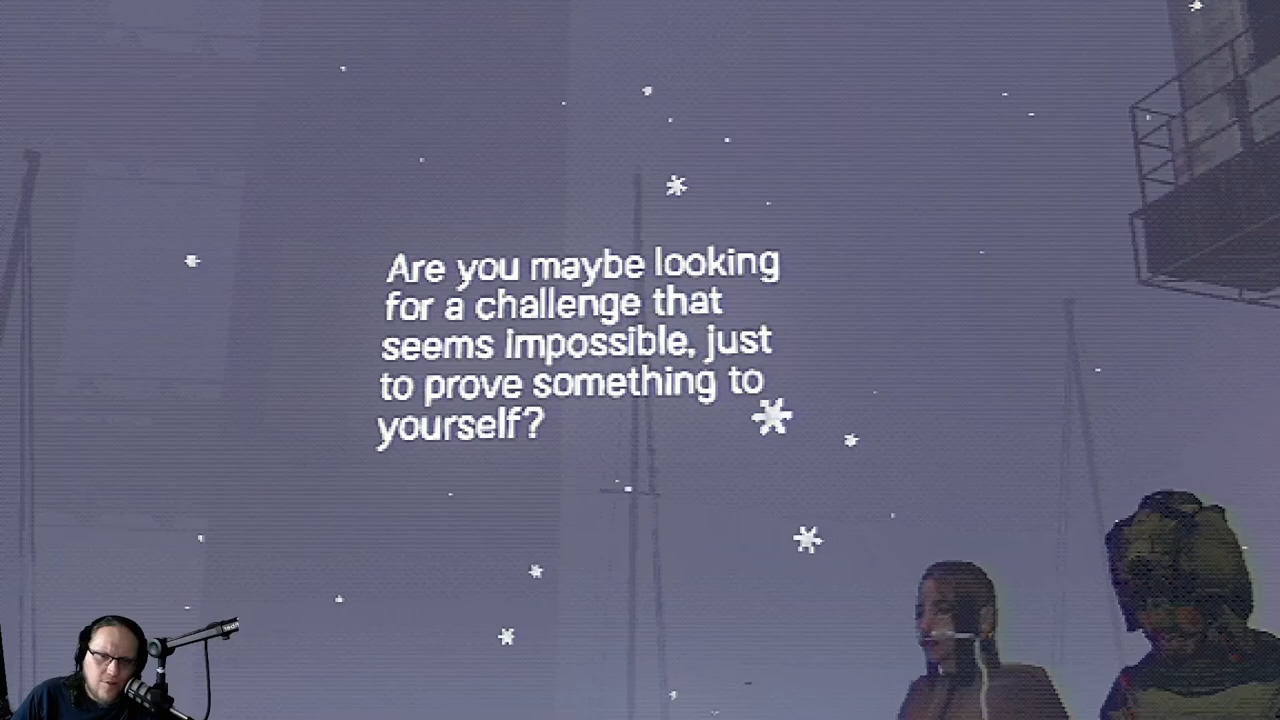 Are you maybe looking
for a challenge that
seems impossible, just
to prove something to
yourself?